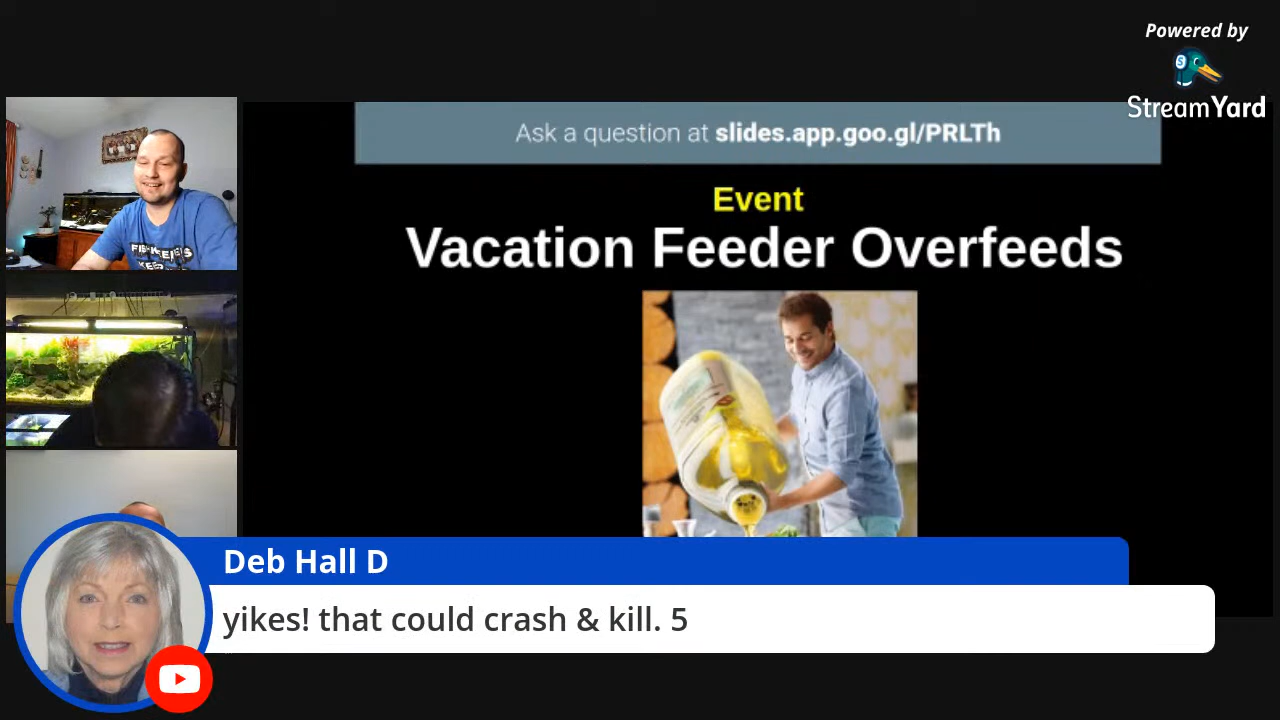 Powered by
StreamYard
Ask a question at slides.app.goo.gl/PRLTh
Event
Vacation Feeder Overfeeds
Deb Hall D
yikes! that could crash & kill. 5